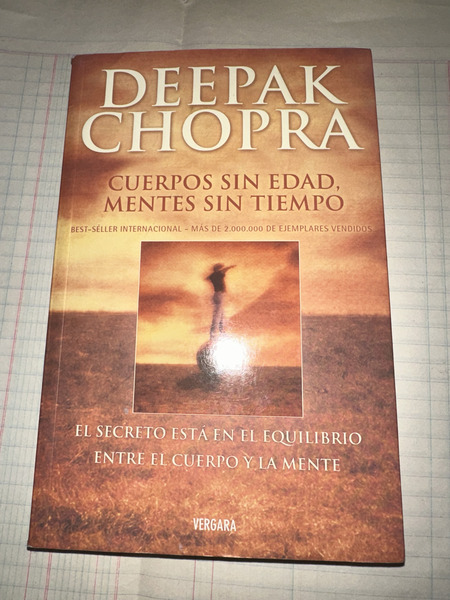 DEEPAK
CHOPRA
CUERPOS SIN EDAD,
MENTES SIN TIEMPO
BEST-SÉLLER INTERNACIONAL - MÁS DE 2.000.000 DE EJEMPLARES VENDIDOS
EL SECRETO ESTÁ EN EL EQUILIBRIO
ENTRE EL CUERPO Y LA MENTE
VERGARA